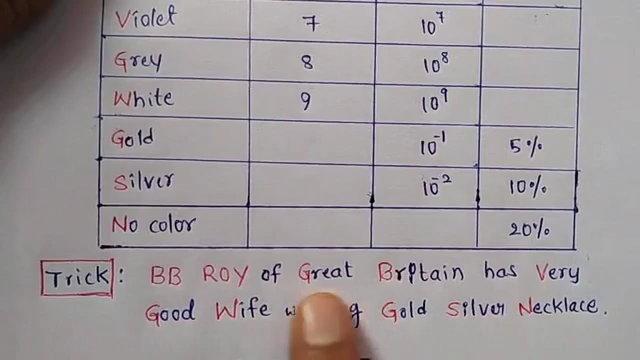 Violet 7 10^7
Grey 8 10^8
White 9 10^9
Gold 10^-1 5%
Silver 10^-2 10%
No color 20%
Trick : BB ROY of Great Britain has Very
Good Wife Gold Silver Necklace.